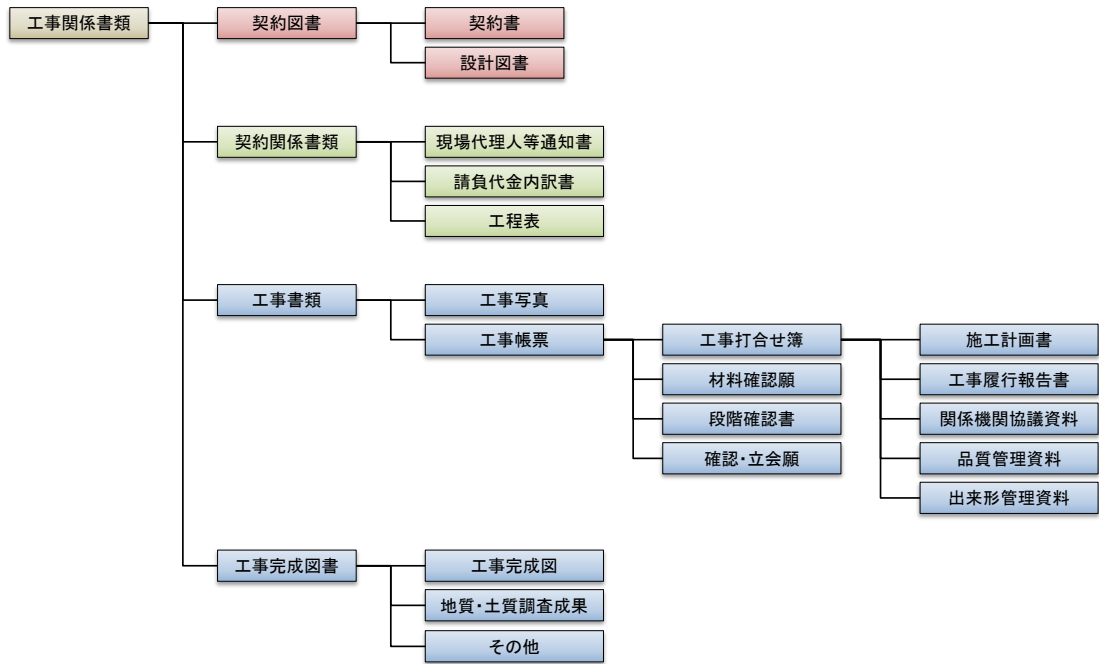 工事関係書類
契約図書
契約書
設計図書
契約関係書類
現場代理人等通知書
請負代金内訳書
工程表
工事書類
工事写真
工事帳票
工事打合せ簿
施工計画書
材料確認願
工事履行報告書
段階確認書
関係機関協議資料
確認・立会願
品質管理資料
出来形管理資料
工事完成図書
工事完成図
地質・土質調査成果
その他